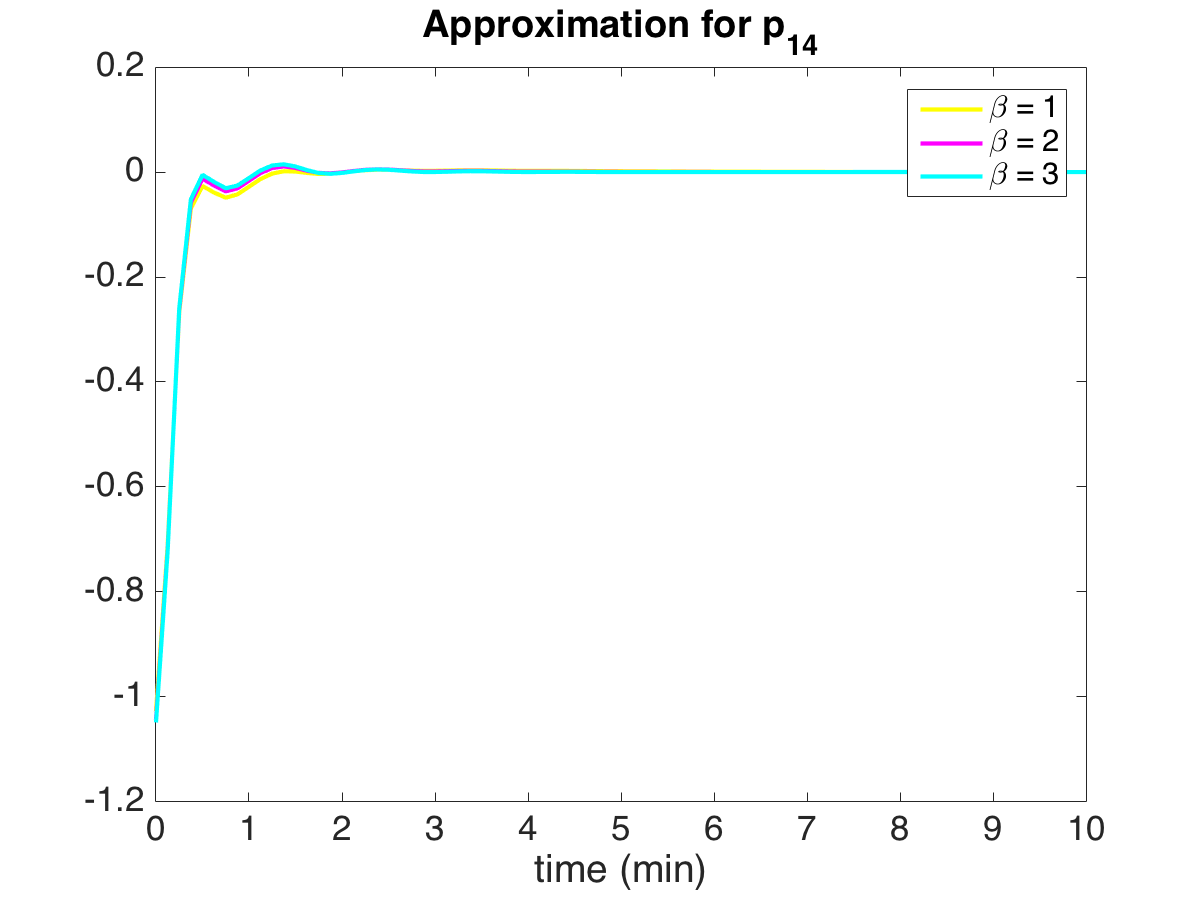 Approximation for p₁₄
0.2
0
-0.2
-0.4
-0.6
-0.8
-1
-1.2
β = 1
β = 2
β = 3
0 1 2 3 4 5 6 7 8 9 10
time (min)